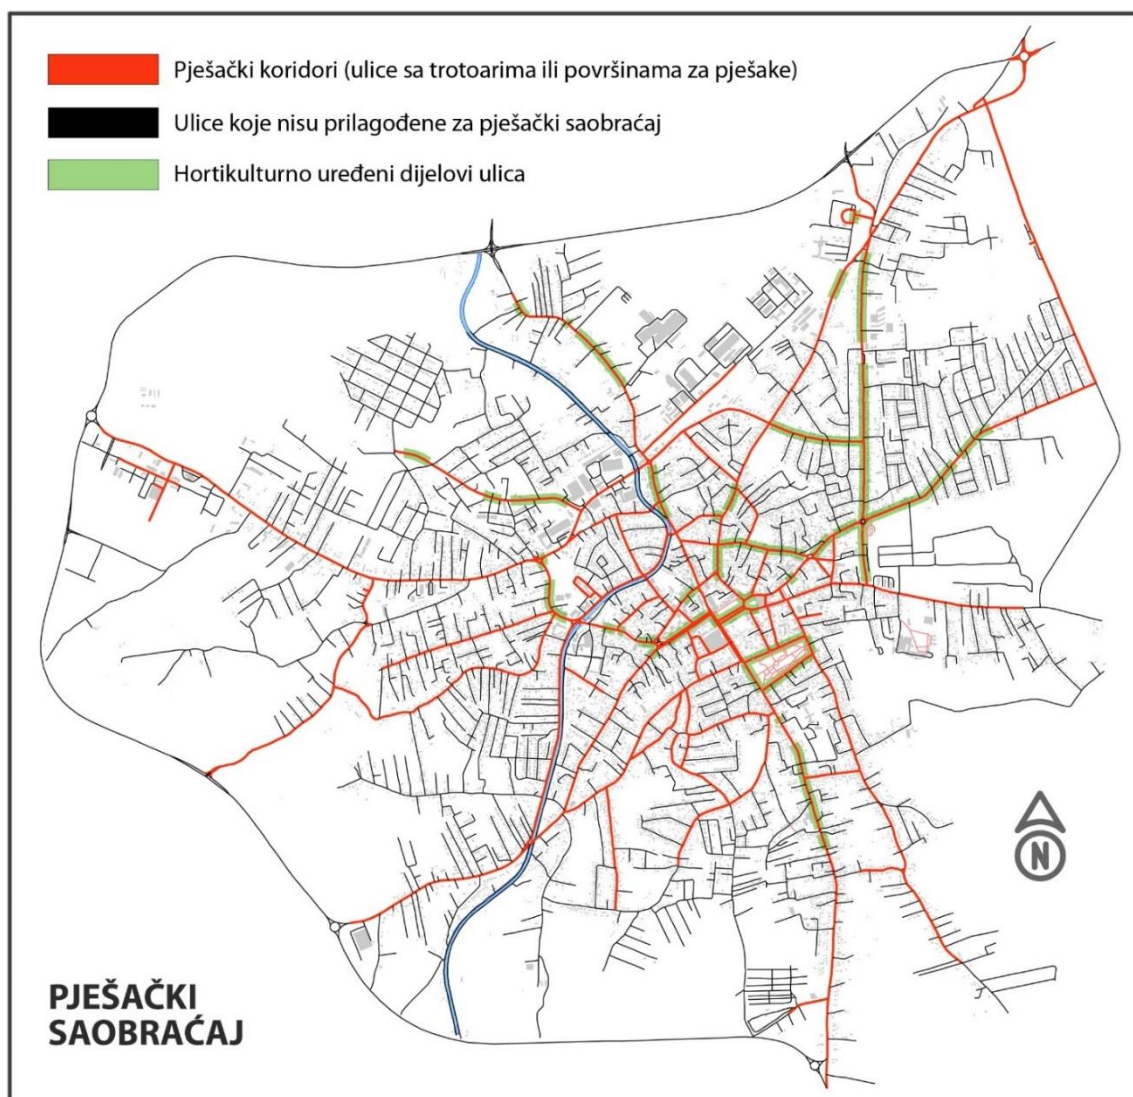 Pješački koridori (ulice sa trotoarima ili površinama za pješake)
Ulice koje nisu prilagođene za pješački saobraćaj
Hortikulturno uređeni dijelovi ulica
N
PJEŠAČKI
SAOBRAĆAJ